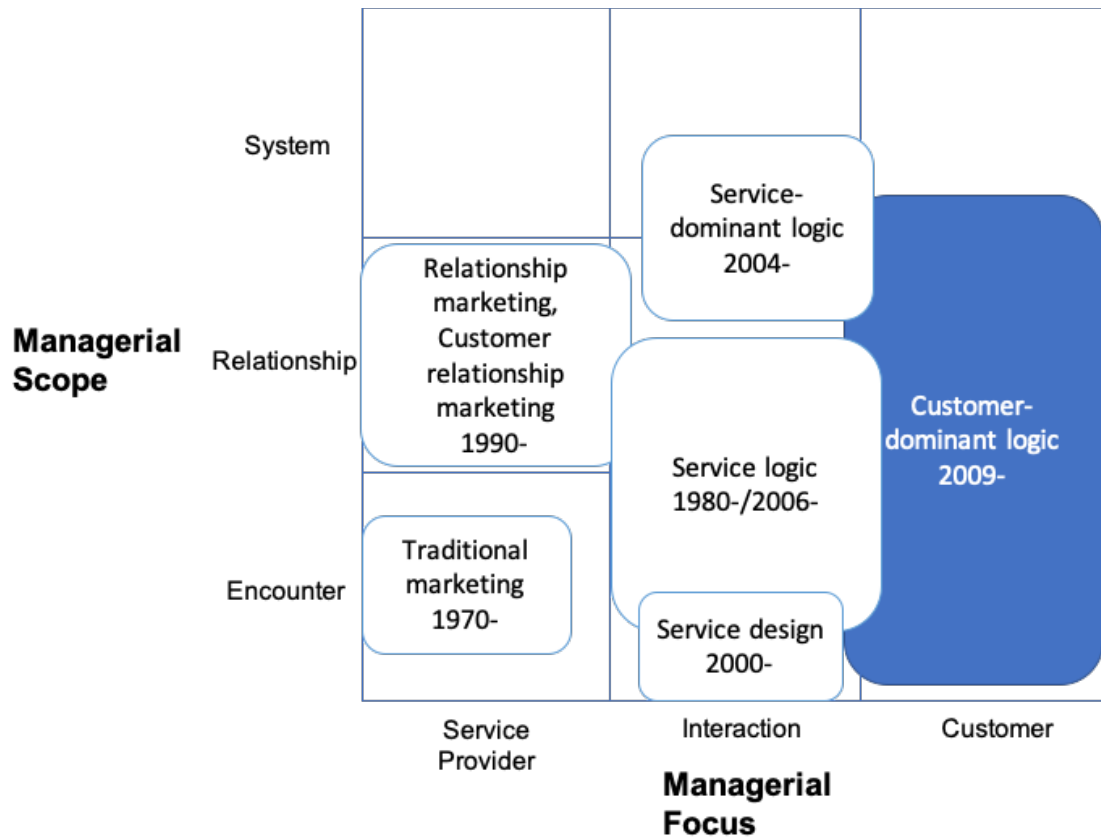 System
Service-
dominant logic
2004-
Relationship
marketing,
Customer
relationship
marketing
1990-
Managerial
Scope
Relationship
Customer-
dominant logic
2009-
Service logic
1980-/2006-
Traditional
marketing
1970-
Encounter
Service design
2000-
Service
Provider
Interaction
Customer
Managerial
Focus